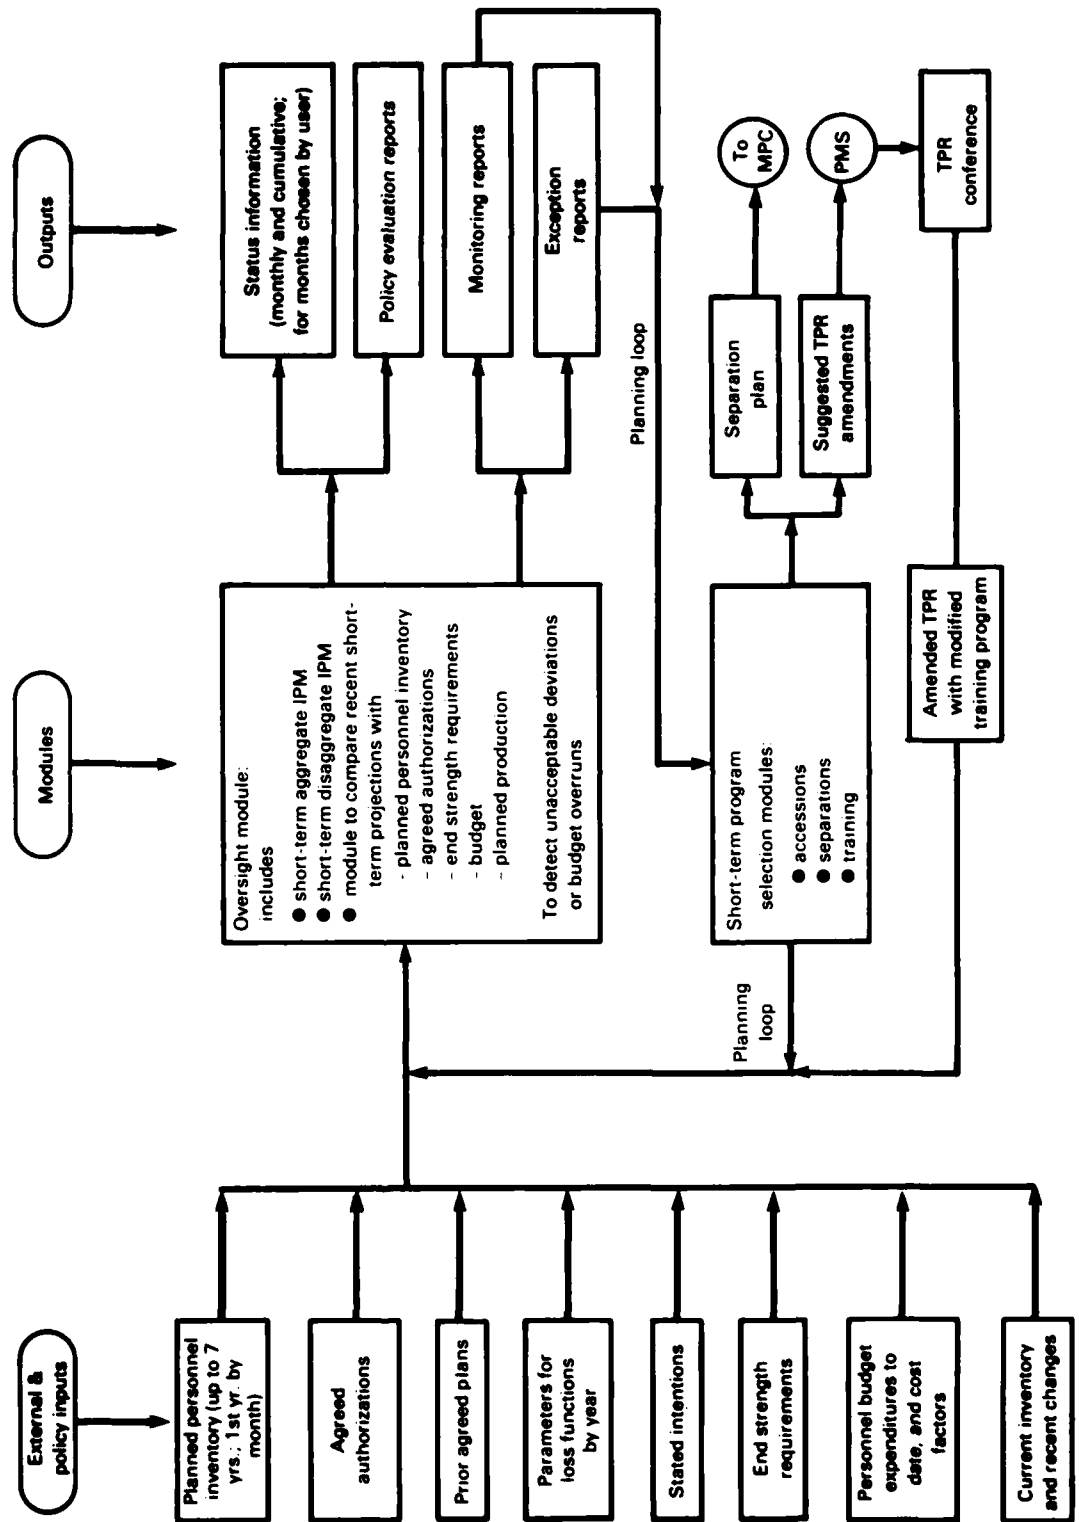 External &
policy inputs
Planned personnel
inventory (up to 7
yrs.; 1st yr. by
month)
Agreed
authorizations
Prior agreed plans
Parameters for
loss functions
by year
Stated intentions
End strength
requirements
Personnel budget
expenditures to
date, and cost
factors
Current inventory
and recent changes
Modules
Oversight module:
includes
● short-term aggregate IPM
● short-term disaggregate IPM
● module to compare recent short-
term projections with
- planned personnel inventory
- agreed authorizations
- end strength requirements
- budget
- planned production
To detect unacceptable deviations
or budget overruns
Planning
loop
Short-term program
selection modules:
● accessions
● separations
● training
Amended TPR
with modified
training program
Outputs
Status information
(monthly and cumulative;
for months chosen by user)
Policy evaluation reports
Monitoring reports
Exception
reports
Planning loop
Separation
plan
To
MPC
Suggested TPR
amendments
PMS
TPR
conference